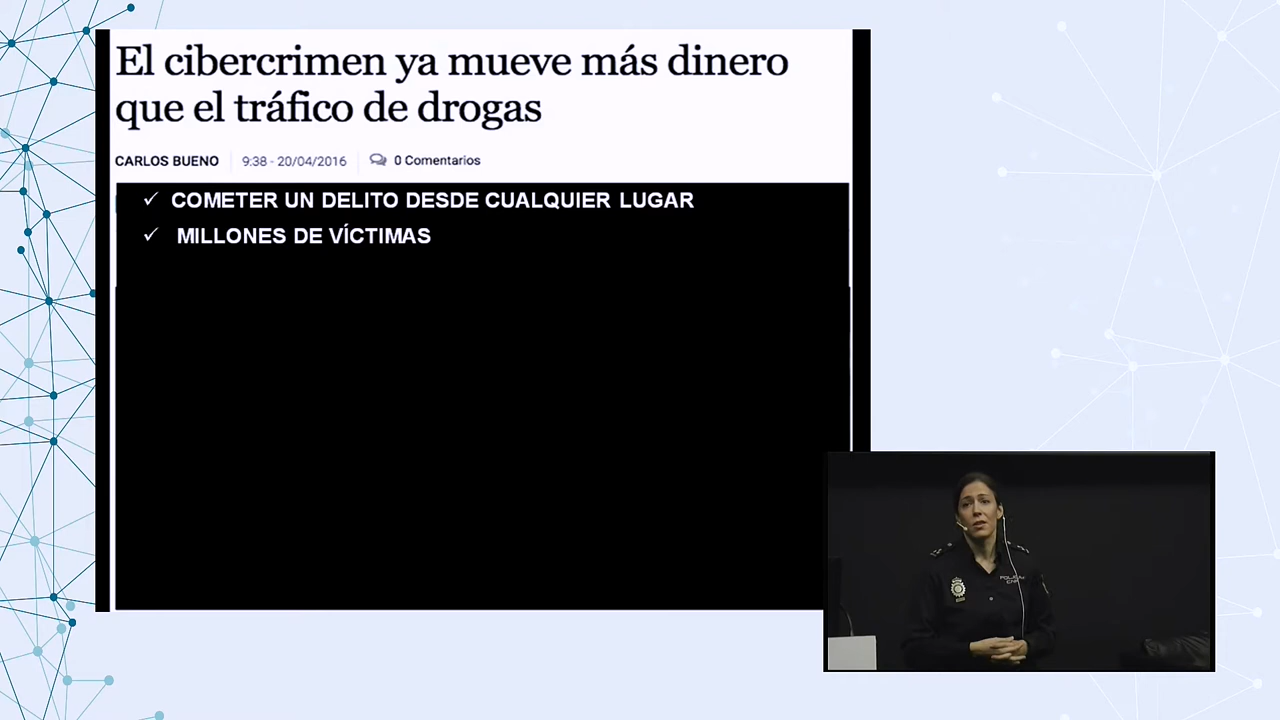 El cibercrimen ya mueve más dinero
que el tráfico de drogas
CARLOS BUENO 9:38 - 20/04/2016 0 Comentarios
✓ COMETER UN DELITO DESDE CUALQUIER LUGAR
✓ MILLONES DE VÍCTIMAS